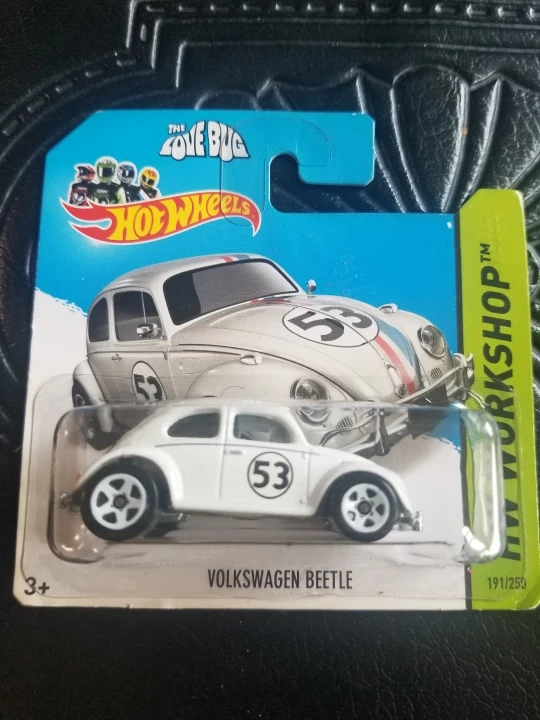 THE
LOVE BUG
HOT WHEELS
HW WORKSHOP™
53
53
53
VOLKSWAGEN BEETLE
3+
191/250